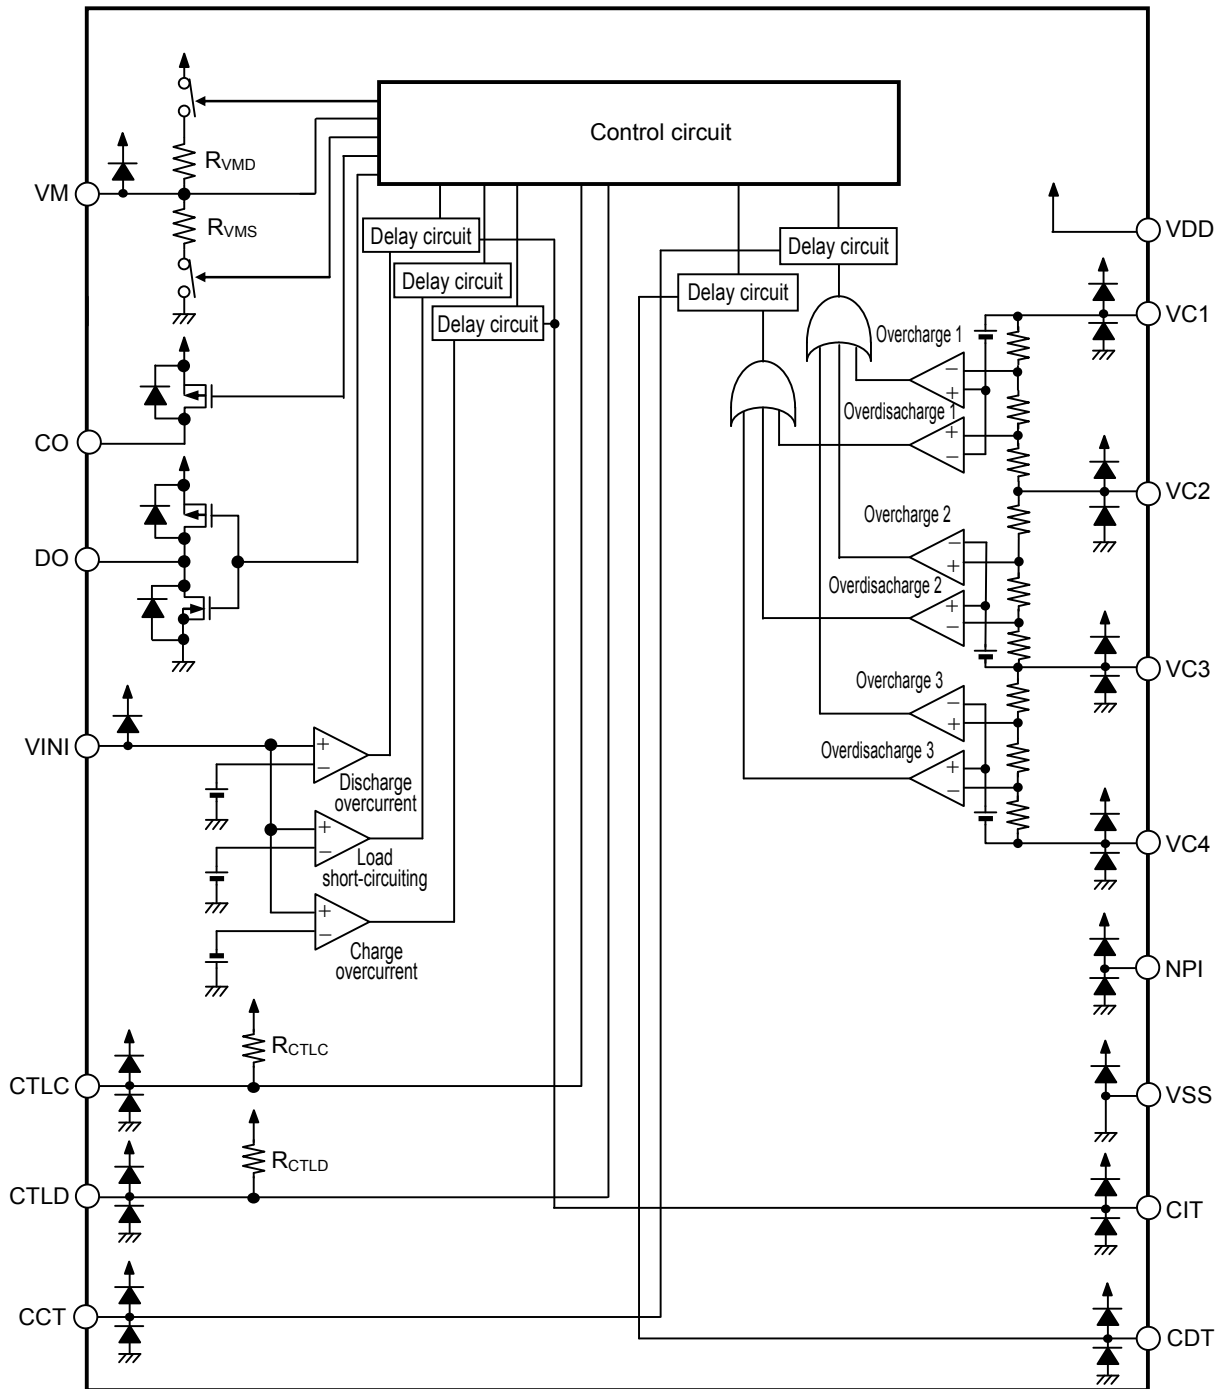 Control circuit
RVMD
VM
RVMS
Delay circuit
Delay circuit
Delay circuit
Delay circuit
Delay circuit
VDD
VC1
Overcharge 1
Overdisacharge 1
CO
VC2
Overcharge 2
DO
Overdisacharge 2
VC3
Overcharge 3
VINI
Overdisacharge 3
Discharge
overcurrent
VC4
Load
short-circuiting
Charge
overcurrent
NPI
RCTLC
CTLC
VSS
RCTLD
CTLD
CIT
CCT
CDT